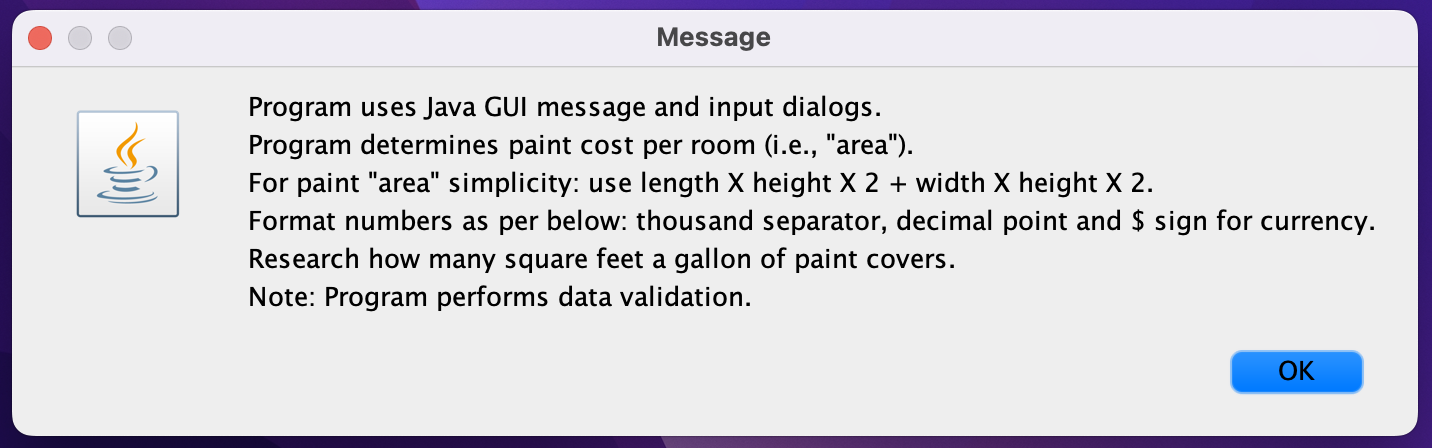 Message
Program uses Java GUI message and input dialogs.
Program determines paint cost per room (i.e., "area").
For paint "area" simplicity: use length X height X 2 + width X height X 2.
Format numbers as per below: thousand separator, decimal point and $ sign for currency.
Research how many square feet a gallon of paint covers.
Note: Program performs data validation.
OK